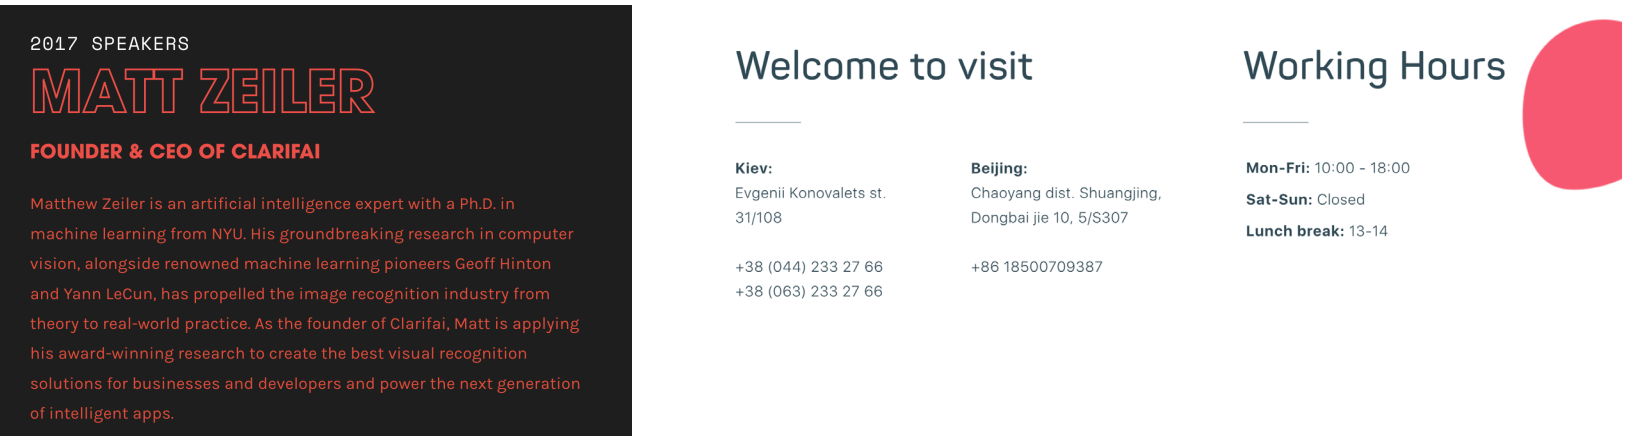 2017 SPEAKERS
MATT ZEILER
FOUNDER & CEO OF CLARIFAI
Matthew Zeiler is an artificial intelligence expert with a Ph.D. in
machine learning from NYU. His groundbreaking research in computer
vision, alongside renowned machine learning pioneers Geoff Hinton
and Yann LeCun, has propelled the image recognition industry from
theory to real-world practice. As the founder of Clarifai, Matt is applying
his award-winning research to create the best visual recognition
solutions for businesses and developers and power the next generation
of intelligent apps.
Welcome to visit
Kiev:
Evgenii Konovalets st.
31/108
+38 (044) 233 27 66
+38 (063) 233 27 66
Beijing:
Chaoyang dist. Shuangjing,
Dongbai jie 10, 5/S307
+86 18500709387
Working Hours
Mon-Fri: 10:00 - 18:00
Sat-Sun: Closed
Lunch break: 13-14